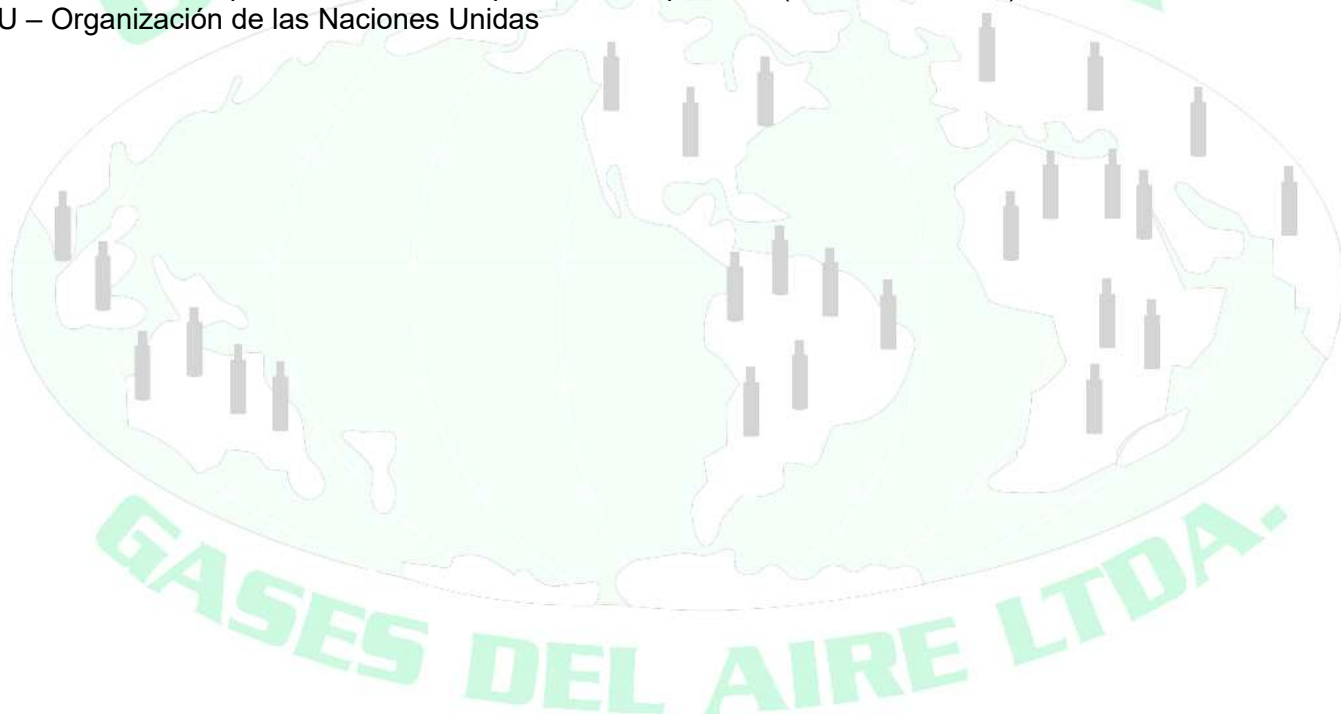 U – Organización de las Naciones Unidas
GASES DEL AIRE LTDA.